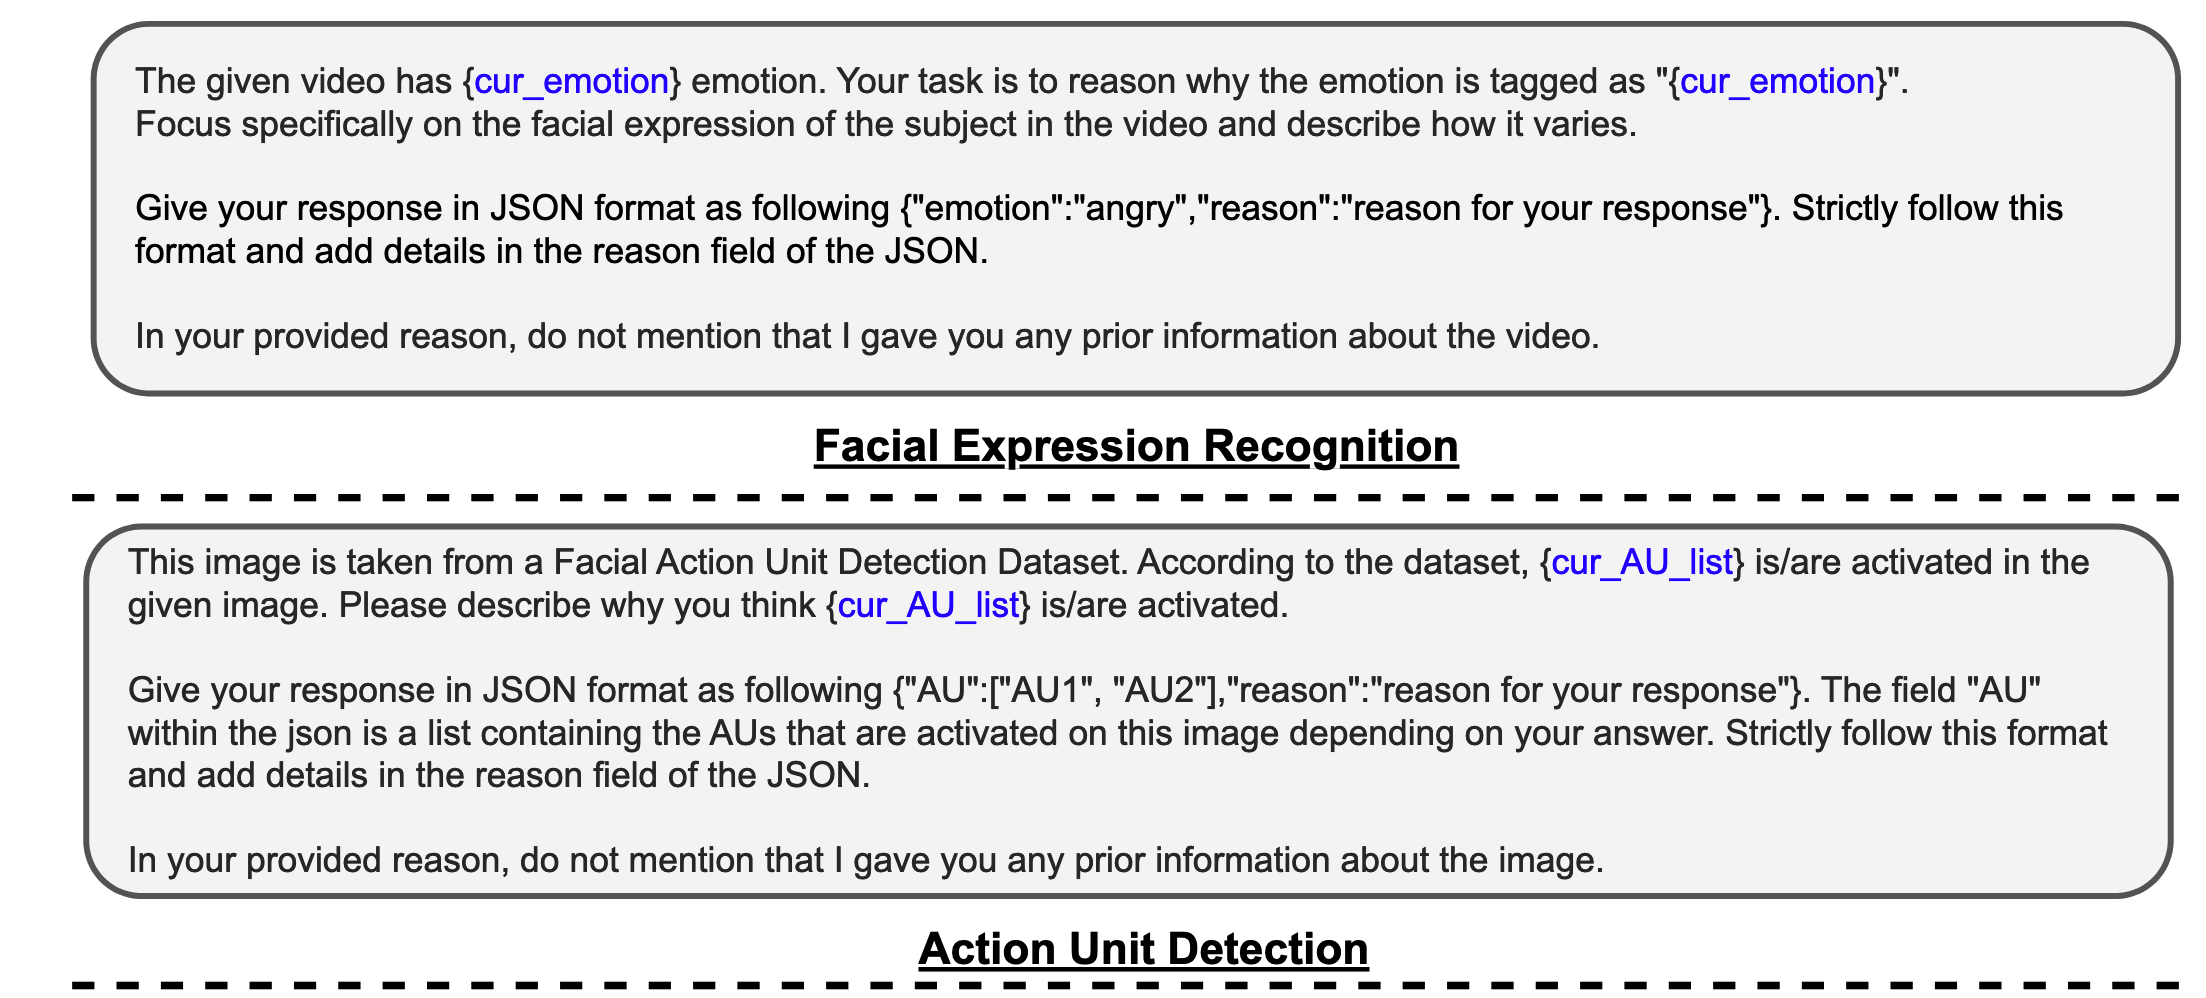 The given video has {cur_emotion} emotion. Your task is to reason why the emotion is tagged as "{cur_emotion}".
Focus specifically on the facial expression of the subject in the video and describe how it varies.
Give your response in JSON format as following {"emotion":"angry","reason":"reason for your response"}. Strictly follow this
format and add details in the reason field of the JSON.
In your provided reason, do not mention that I gave you any prior information about the video.
Facial Expression Recognition
This image is taken from a Facial Action Unit Detection Dataset. According to the dataset, {cur_AU_list} is/are activated in the
given image. Please describe why you think {cur_AU_list} is/are activated.
Give your response in JSON format as following {"AU":["AU1", "AU2"],"reason":"reason for your response"}. The field "AU"
within the json is a list containing the AUs that are activated on this image depending on your answer. Strictly follow this format
and add details in the reason field of the JSON.
In your provided reason, do not mention that I gave you any prior information about the image.
Action Unit Detection